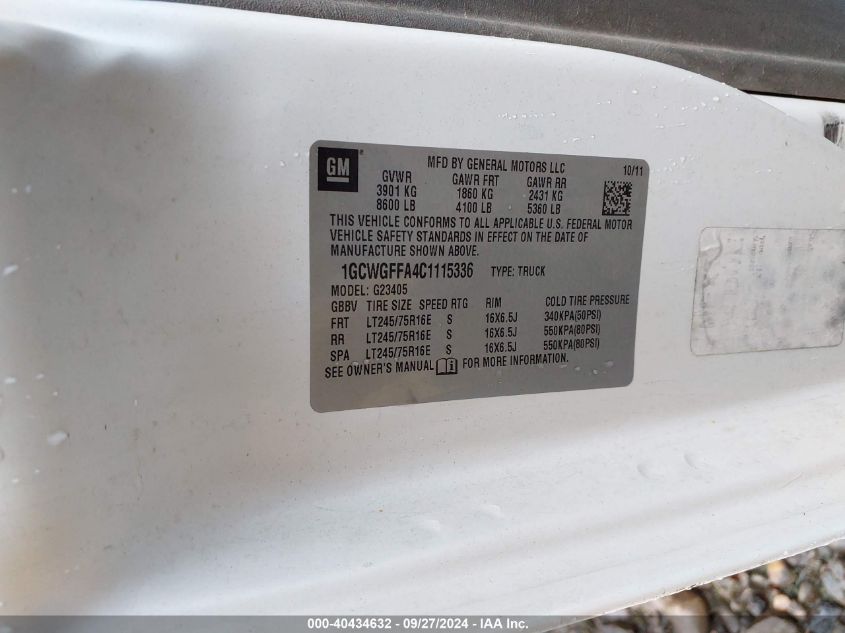 GM
MFD BY GENERAL MOTORS LLC 10/11
GVWR GAWR FRT GAWR RR
3901 KG 1860 KG 2431 KG
8600 LB 4100 LB 5360 LB
THIS VEHICLE CONFORMS TO ALL APPLICABLE U.S. FEDERAL MOTOR
VEHICLE SAFETY STANDARDS IN EFFECT ON THE DATE OF
MANUFACTURE SHOWN ABOVE.
1GCWGFFA4C1115336 TYPE: TRUCK
MODEL: G23405
GBBV TIRE SIZE SPEED RTG RIM COLD TIRE PRESSURE
FRT LT245/75R16E S 16X6.5J 340KPA(50PSI)
RR LT245/75R16E S 16X6.5J 550KPA(80PSI)
SPA LT245/75R16E S 16X6.5J 550KPA(80PSI)
SEE OWNER'S MANUAL FOR MORE INFORMATION.
000-40434632 - 09/27/2024 - IAA Inc.